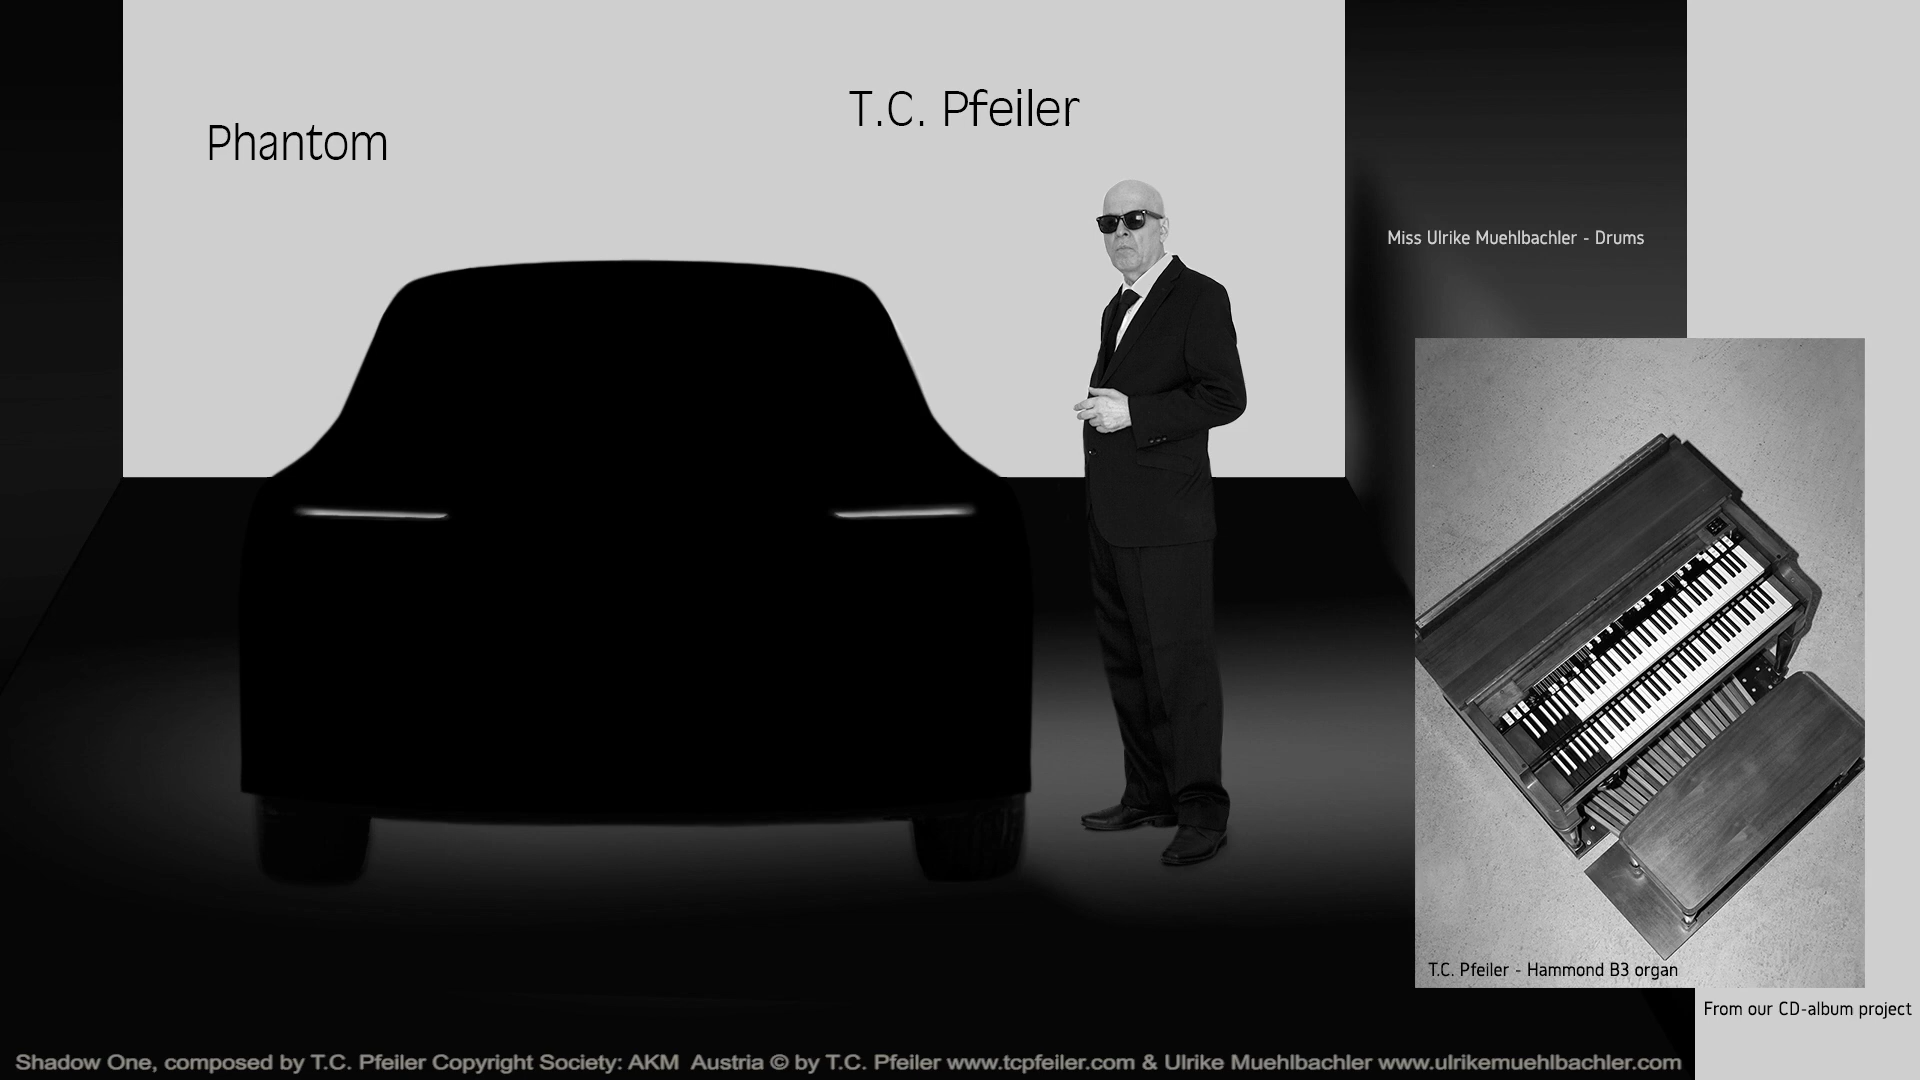 T.C. Pfeiler
Phantom
Miss Ulrike Muehlbachler - Drums
T.C. Pfeiler - Hammond B3 organ
From our CD-album project
Shadow One, composed by T.C. Pfeiler Copyright Society: AKM  Austria © by T.C. Pfeiler www.tcpfeiler.com & Ulrike Muehlbachler www.ulrikemuehlbachler.com